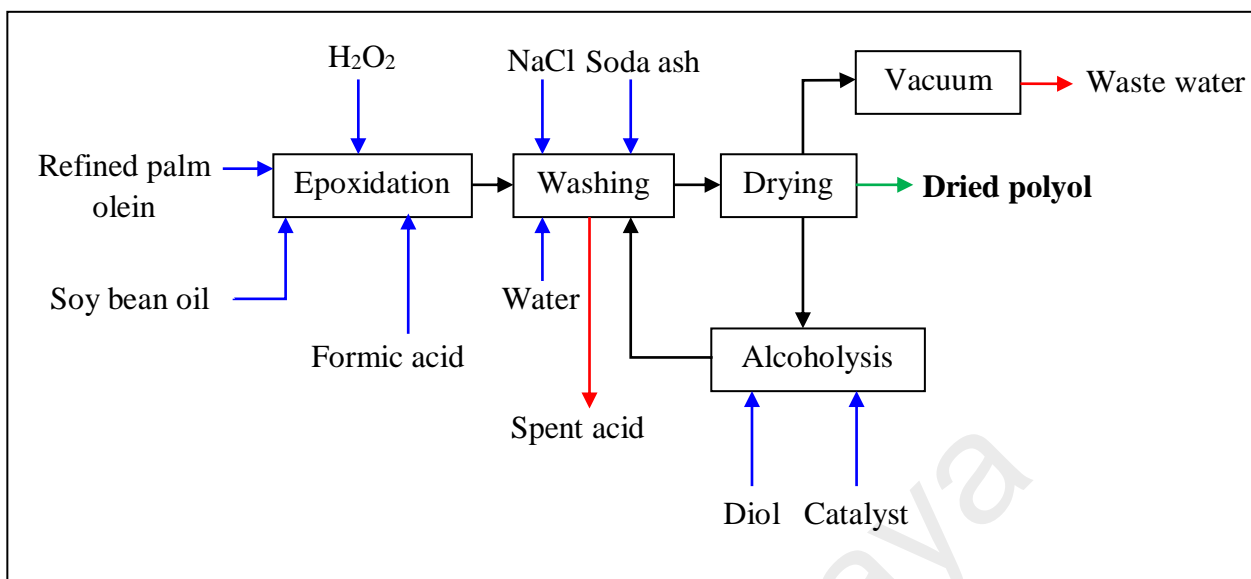 H₂O₂
NaCl
Soda ash
Vacuum
Waste water
Refined palm
olein
Epoxidation
Washing
Drying
Dried polyol
Soy bean oil
Water
Formic acid
Alcoholysis
Spent acid
Diol
Catalyst
aya